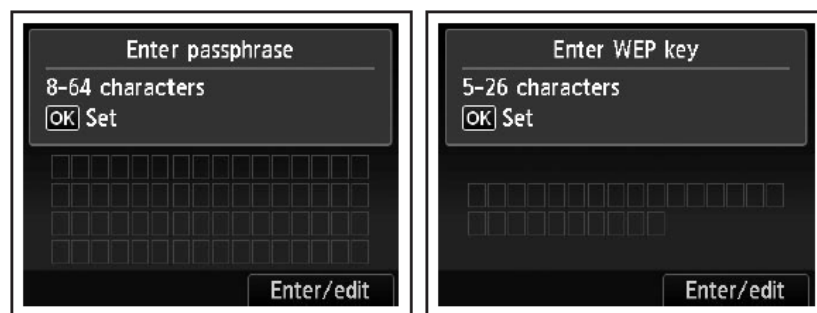 Enter passphrase
8-64 characters
OK Set
Enter/edit
Enter WEP key
5-26 characters
OK Set
Enter/edit